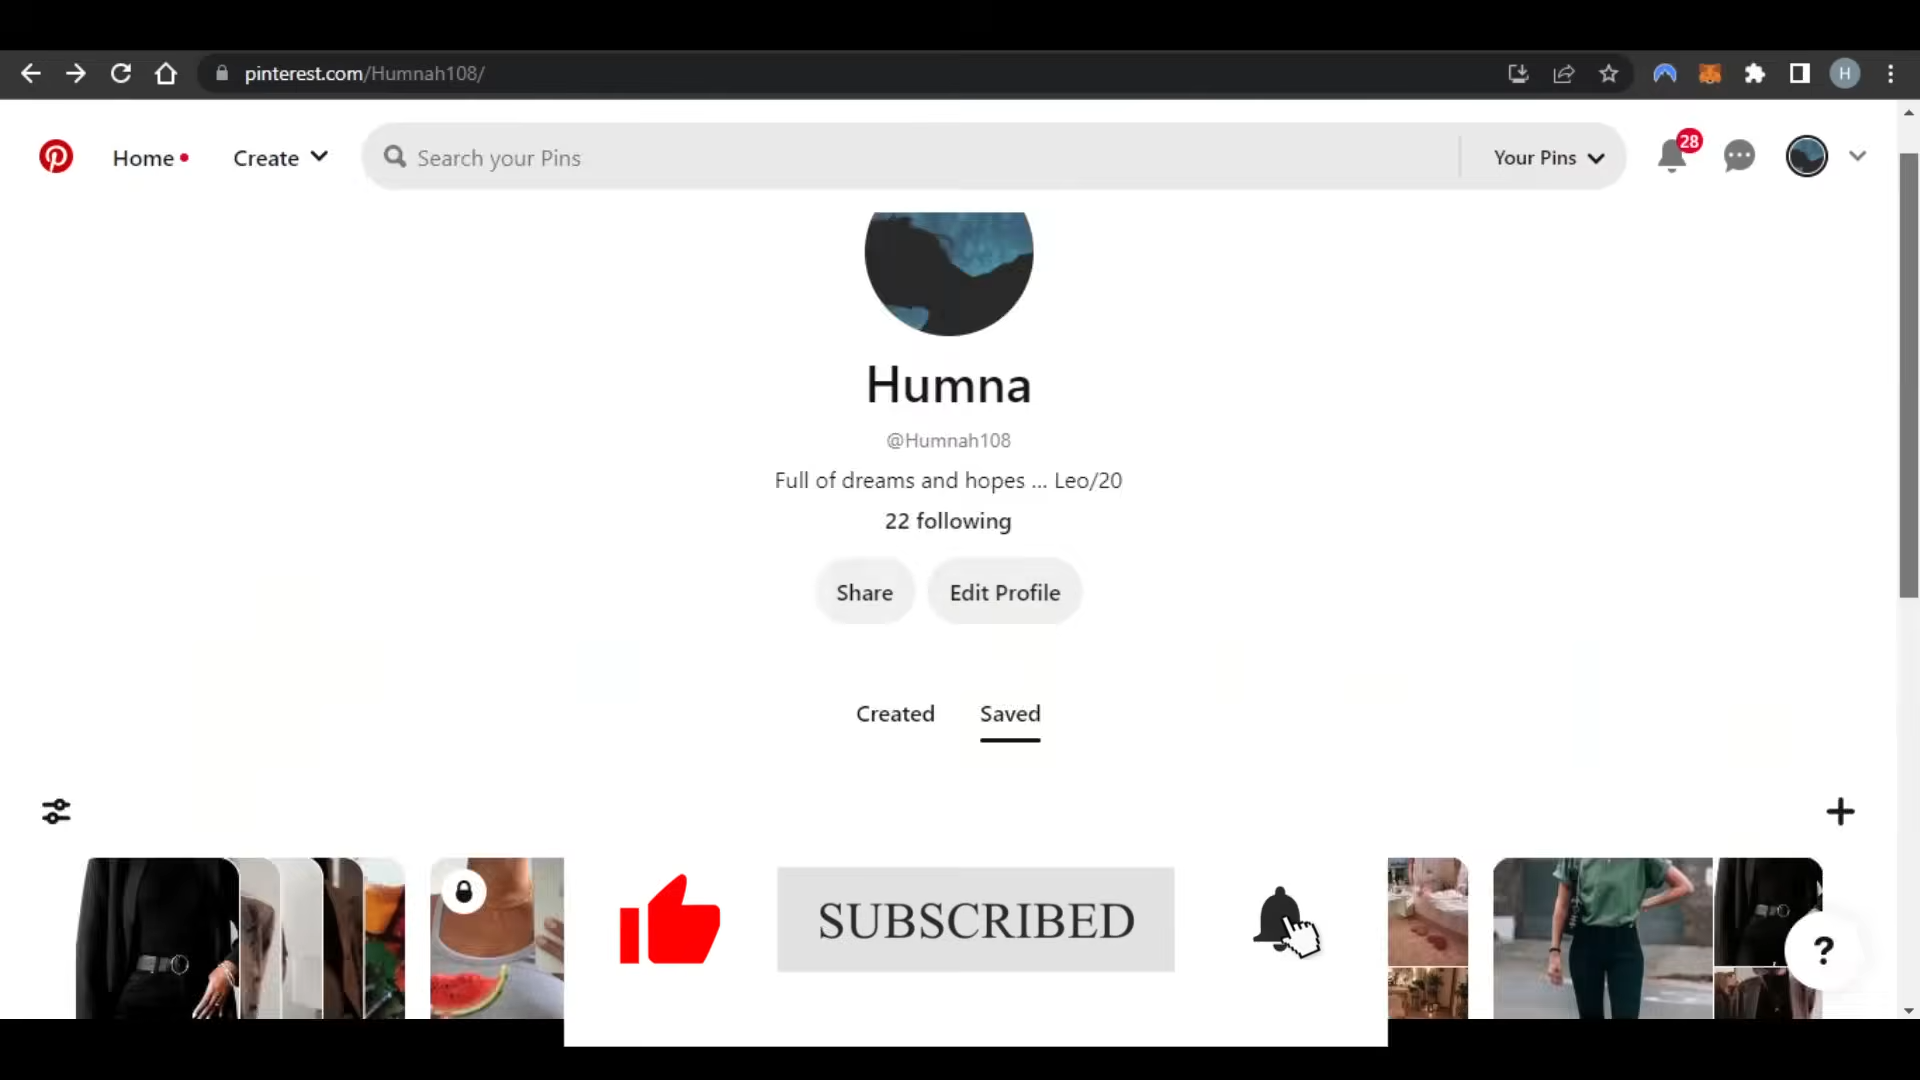 pinterest.com/Humnah108/
H
Home
Create
Search your Pins
Your Pins
28
Humna
@Humnah108
Full of dreams and hopes ... Leo/20
22 following
Share
Edit Profile
Created
Saved
SUBSCRIBED
?